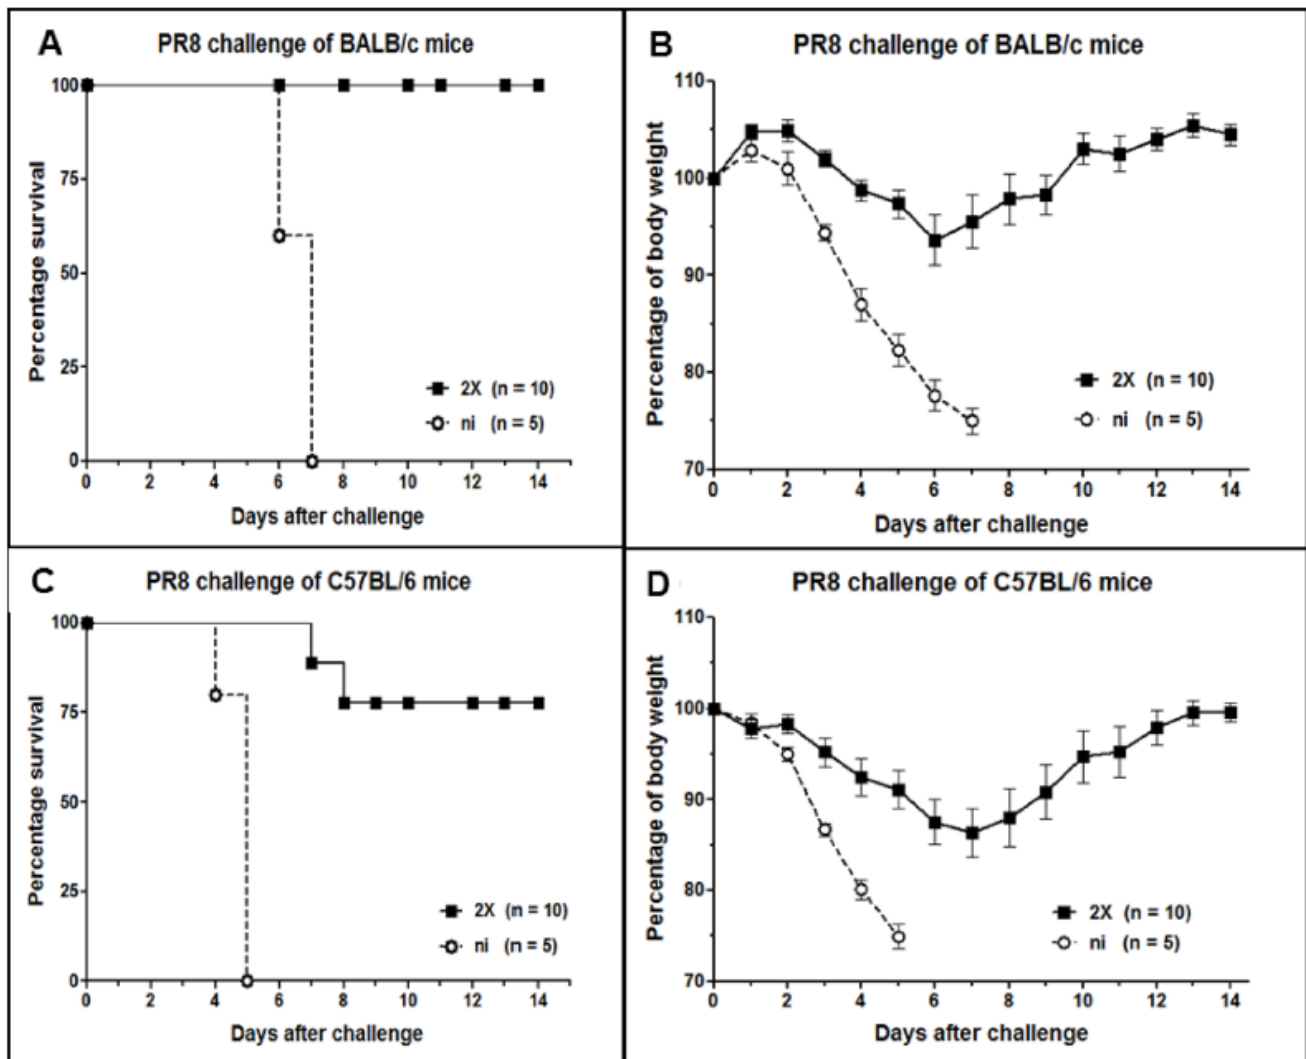 A
PR8 challenge of BALB/c mice
Percentage survival
100
75
50
25
0
2X (n = 10)
ni (n = 5)
0 2 4 6 8 10 12 14
Days after challenge
B
PR8 challenge of BALB/c mice
Percentage of body weight
110
100
90
80
70
2X (n = 10)
ni (n = 5)
0 2 4 6 8 10 12 14
Days after challenge
C
PR8 challenge of C57BL/6 mice
Percentage survival
100
75
50
25
0
2X (n = 10)
ni (n = 5)
0 2 4 6 8 10 12 14
Days after challenge
D
PR8 challenge of C57BL/6 mice
Percentage of body weight
110
100
90
80
70
2X (n = 10)
ni (n = 5)
0 2 4 6 8 10 12 14
Days after challenge